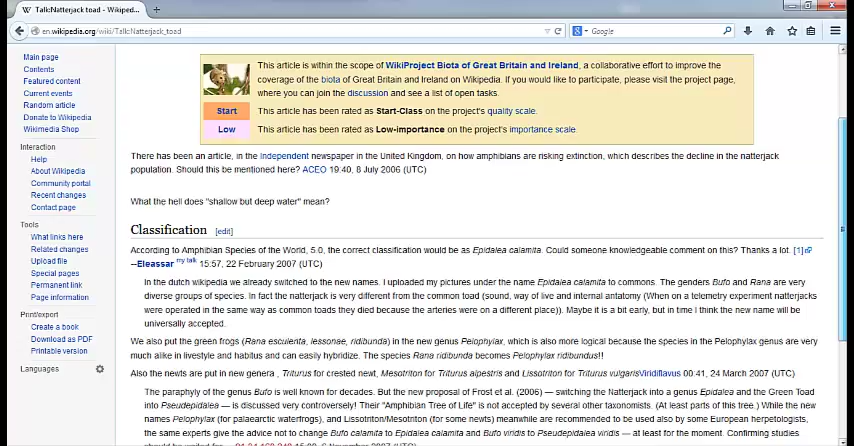 Talk:Natterjack toad - Wikiped...
en.wikipedia.org/wiki/Talk:Natterjack_toad
Google
Main page
Contents
Featured content
Current events
Random article
Donate to Wikipedia
Wikimedia Shop
Interaction
Help
About Wikipedia
Community portal
Recent changes
Contact page
Tools
What links here
Related changes
Upload file
Special pages
Permanent link
Page information
Print/export
Create a book
Download as PDF
Printable version
Languages
This article is within the scope of WikiProject Biota of Great Britain and Ireland, a collaborative effort to improve the
coverage of the biota of Great Britain and Ireland on Wikipedia. If you would like to participate, please visit the project page,
where you can join the discussion and see a list of open tasks.
Start This article has been rated as Start-Class on the project's quality scale.
Low This article has been rated as Low-importance on the project's importance scale.
There has been an article, in the Independent newspaper in the United Kingdom, on how amphibians are risking extinction, which describes the decline in the natterjack
population. Should this be mentioned here? ACEO 19:40, 8 July 2006 (UTC)
What the hell does "shallow but deep water" mean?
Classification [edit]
According to Amphibian Species of the World, 5.0, the correct classification would be as Epidalea calamita. Could someone knowledgeable comment on this? Thanks a lot. [1]
--Eleassar my talk 15:57, 22 February 2007 (UTC)
In the dutch wikipedia we already switched to the new names. I uploaded my pictures under the name Epidalea calamita to commons. The genders Bufo and Rana are very
diverse groups of species. In fact the natterjack is very different from the common toad (sound, way of live and internal antatomy (When on a telemetry experiment natterjacks
were operated in the same way as common toads they died because the arteries were on a different place)). Maybe it is a bit early, but in time I think the new name will be
universally accepted.
We also put the green frogs (Rana esculenta, lessonae, ridibunda) in the new genus Pelophylax, which is also more logical because the species in the Pelophylax genus are very
much alike in livestyle and habitus and can easily hybridize. The species Rana ridibunda becomes Pelophylax ridibundus!!
Also the newts are put in new genera , Triturus for crested newt, Mesotriton for Triturus alpestris and Lissotriton for Triturus vulgarisViridiflavus 00:41, 24 March 2007 (UTC)
The paraphyly of the genus Bufo is well known for decades. But the new proposal of Frost et al. (2006) — switching the Natterjack into a genus Epidalea and the Green Toad
into Pseudepidalea — is discussed very controversly! Their "Amphibian Tree of Life" is not accepted by several other taxonomists. (At least parts of this tree.) While the new
names Pelophylax (for palaearctic waterfrogs), and Lissotriton/Mesotriton (for some newts) meanwhile are recommended to be used also by some European herpetologists,
the same experts give the advice not to change Bufo calamita to Epidalea calamita and Bufo viridis to Pseudepidalea viridis — at least for the moment. Confirming studies